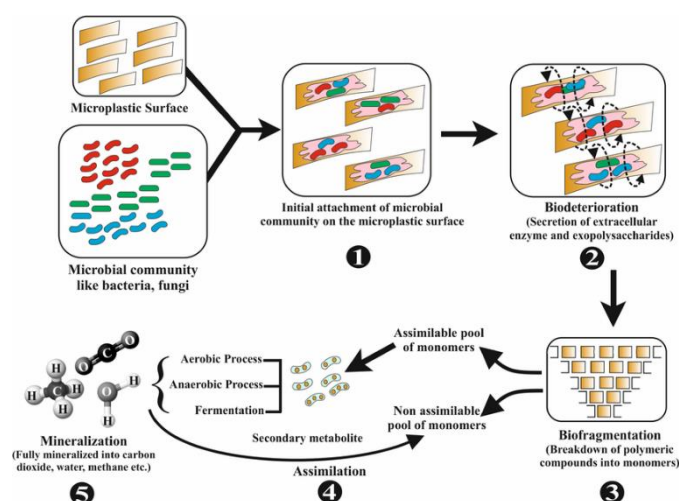 Microplastic Surface
Microbial community
like bacteria, fungi
Initial attachment of microbial
community on the microplastic surface
1
Biodeterioration
(Secretion of extracellular
enzyme and exopolysaccharides)
2
Biofragmentation
(Breakdown of polymeric
compounds into monomers)
3
Assimilable pool
of monomers
Non assimilable
pool of monomers
Aerobic Process
Anaerobic Process
Fermentation
Secondary metabolite
Assimilation
4
O
C
O
H
H
C
H
H
O
H
H
Mineralization
(Fully mineralized into carbon
dioxide, water, methane etc.)
5